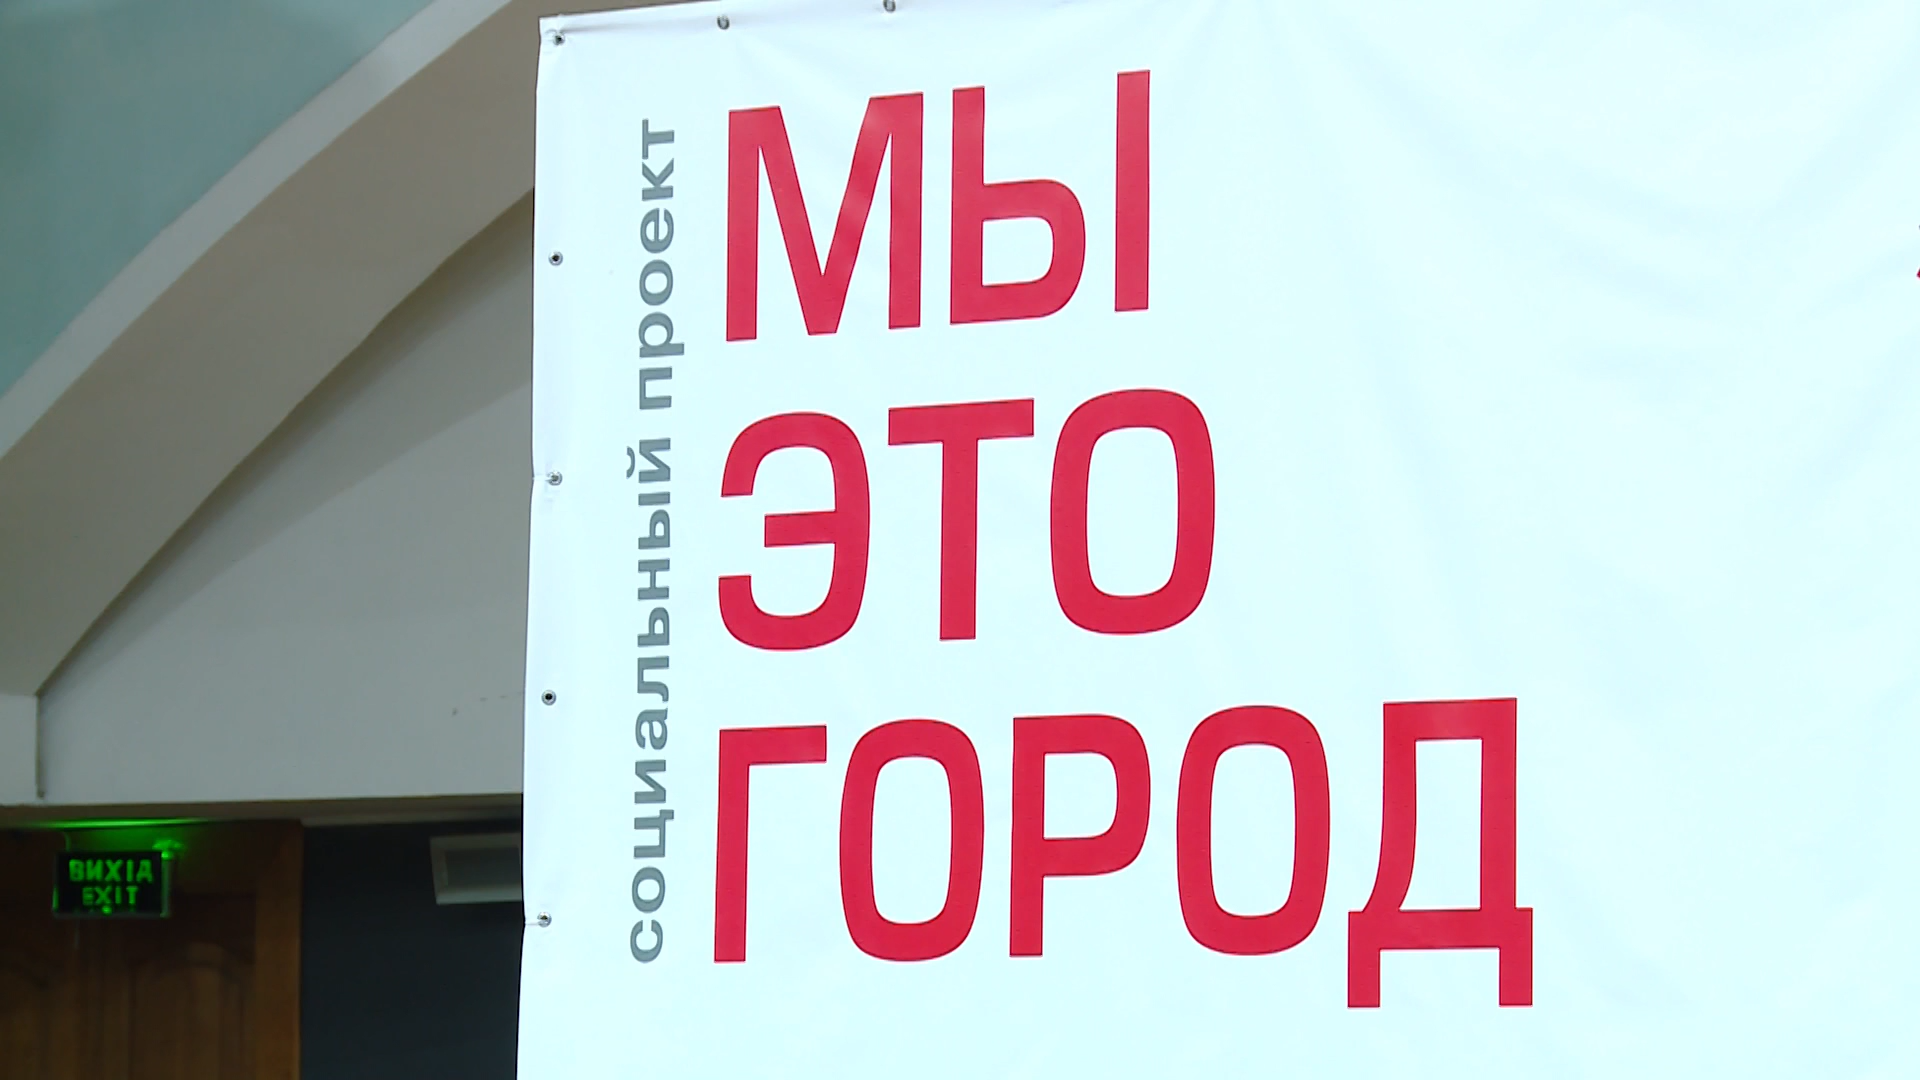 социальный проект
МЫ
ЭТО
ГОРОД
ВИХІД
EXIT